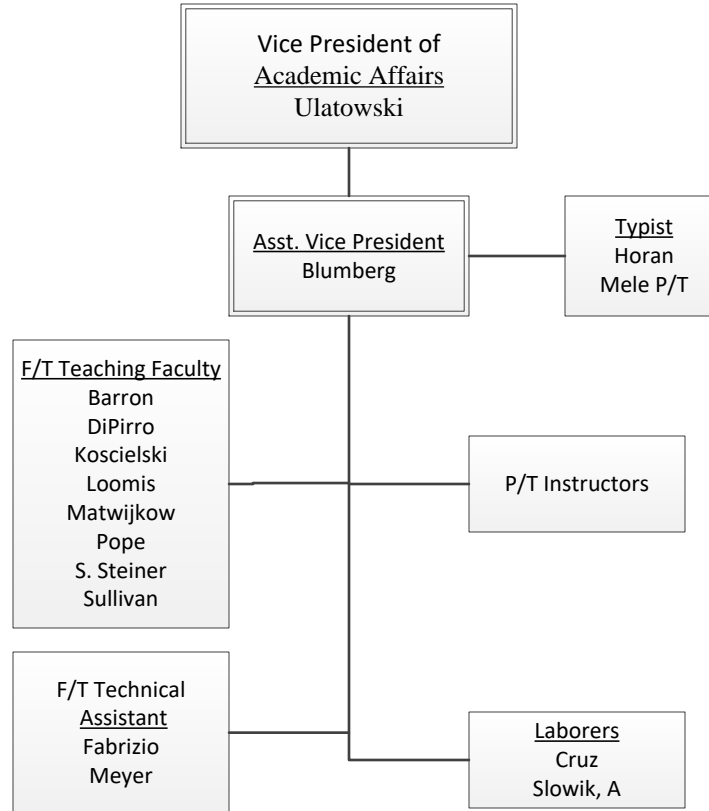 Vice President of
Academic Affairs
Ulatowski
Asst. Vice President
Blumberg
Typist
Horan
Mele P/T
F/T Teaching Faculty
Barron
DiPirro
Koscielski
Loomis
Matwijkow
Pope
S. Steiner
Sullivan
P/T Instructors
F/T Technical
Assistant
Fabrizio
Meyer
Laborers
Cruz
Slowik, A